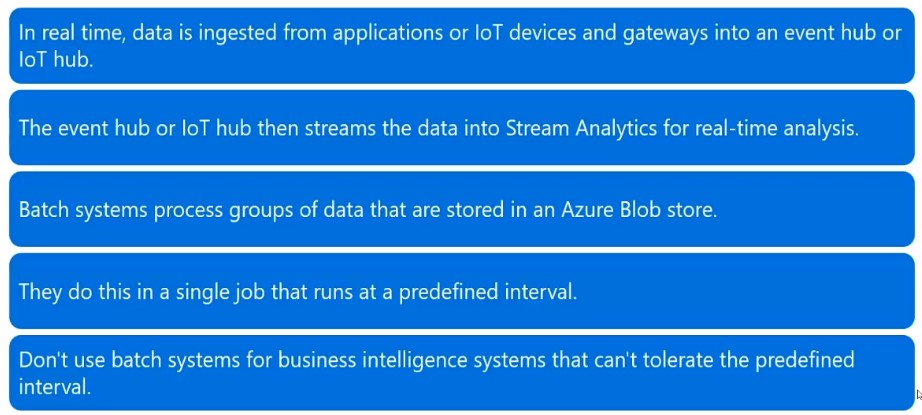 In real time, data is ingested from applications or IoT devices and gateways into an event hub or
IoT hub.
The event hub or IoT hub then streams the data into Stream Analytics for real-time analysis.
Batch systems process groups of data that are stored in an Azure Blob store.
They do this in a single job that runs at a predefined interval.
Don't use batch systems for business intelligence systems that can't tolerate the predefined
interval.